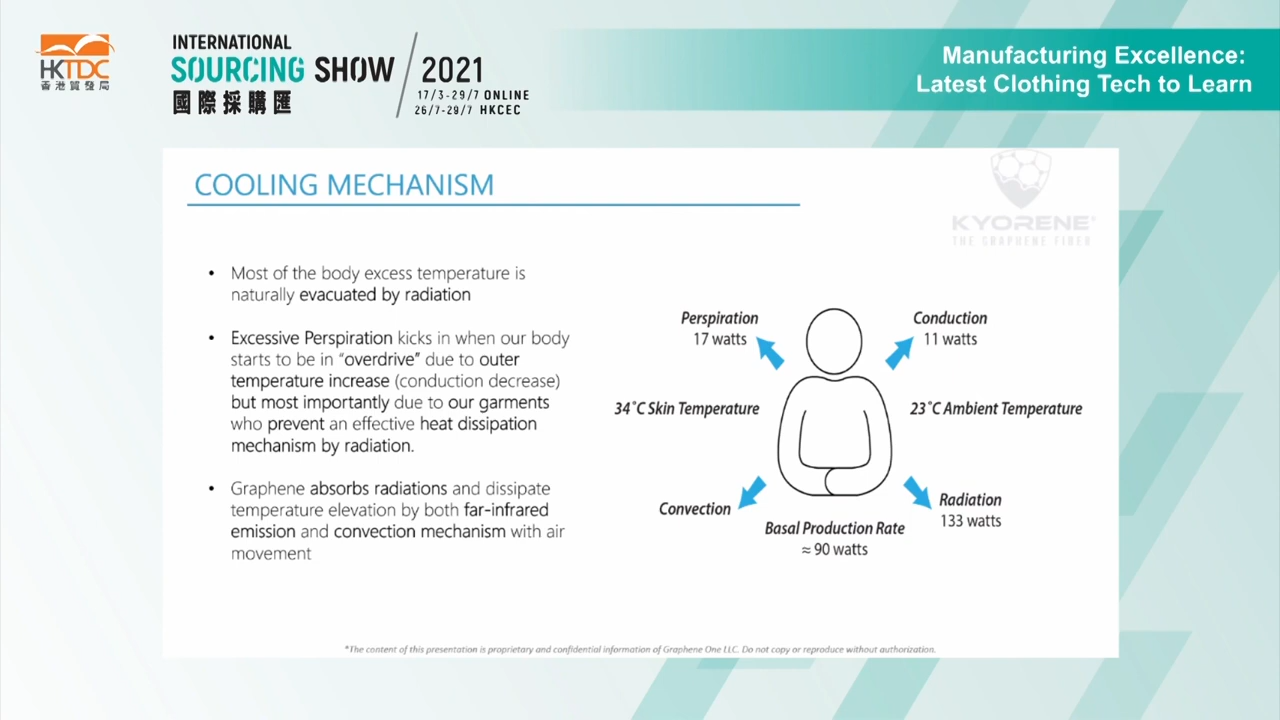 HKTDC
香港貿發局
INTERNATIONAL
SOURCING SHOW
國際採購匯
2021
17/3-29/7 ONLINE
26/7-29/7 HKCEC
Manufacturing Excellence:
Latest Clothing Tech to Learn
COOLING MECHANISM
KYORENE®
THE GRAPHENE FIBER
• Most of the body excess temperature is
naturally evacuated by radiation
• Excessive Perspiration kicks in when our body
starts to be in “overdrive” due to outer
temperature increase (conduction decrease)
but most importantly due to our garments
who prevent an effective heat dissipation
mechanism by radiation.
• Graphene absorbs radiations and dissipate
temperature elevation by both far-infrared
emission and convection mechanism with air
movement
Perspiration
17 watts
Conduction
11 watts
34˚C Skin Temperature
23˚C Ambient Temperature
Convection
Radiation
133 watts
Basal Production Rate
≈ 90 watts
*The content of this presentation is proprietary and confidential information of Graphene One LLC. Do not copy or reproduce without authorization.